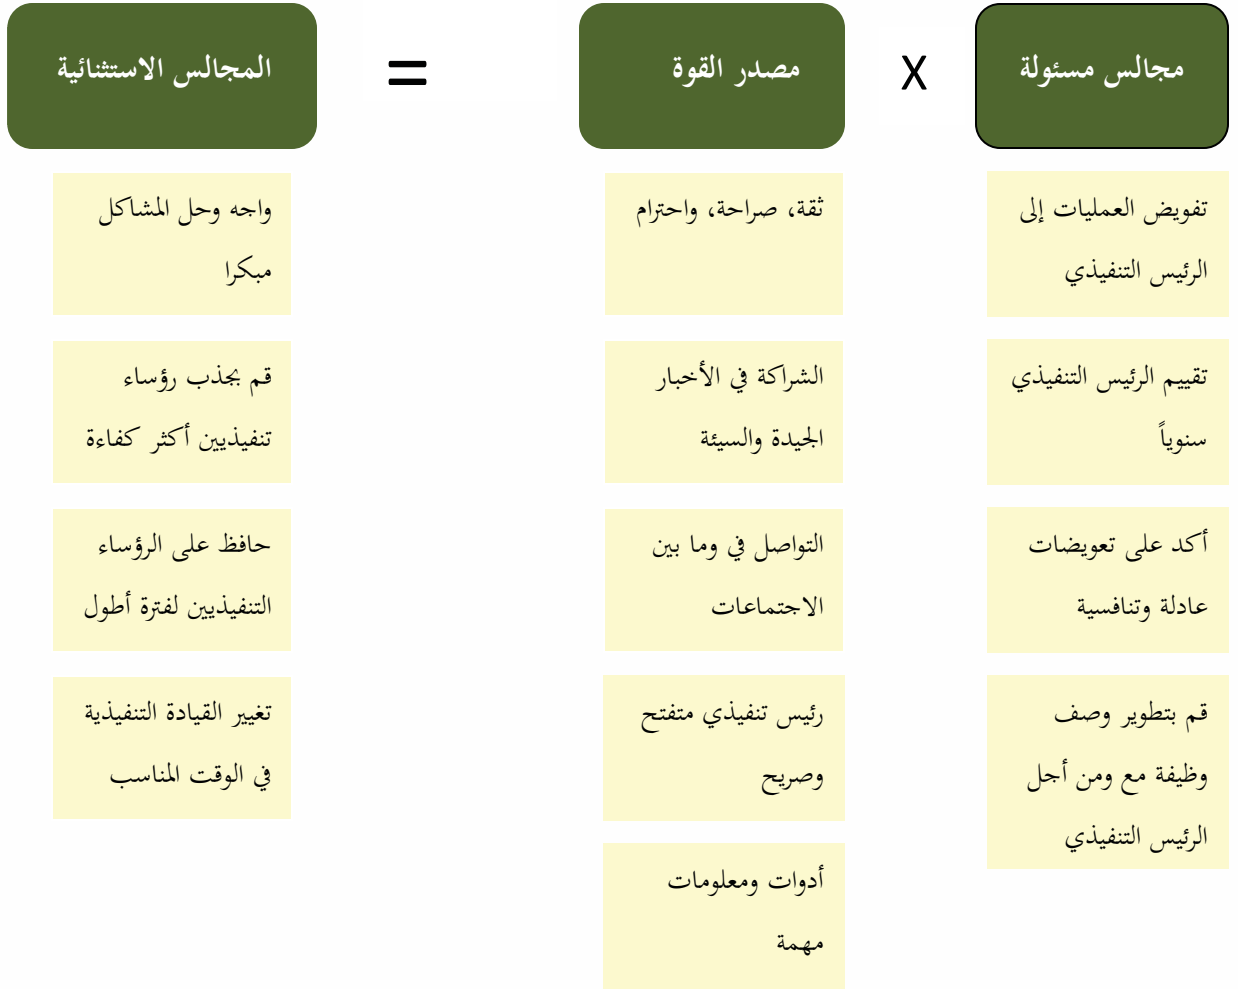 مجالس مسئولة
X
مصدر القوة
=
المجالس الاستثنائية
تفويض العمليات إلى
الرئيس التنفيذي
تقييم الرئيس التنفيذي
سنوياً
أكد على تعويضات
عادلة وتنافسية
قم بتطوير وصف
وظيفة مع ومن أجل
الرئيس التنفيذي
ثقة، صراحة، واحترام
الشراكة في الأخبار
الجيدة والسيئة
التواصل في وما بين
الاجتماعات
رئيس تنفيذي متفتح
وصريح
أدوات ومعلومات
مهمة
واجه وحل المشاكل
مبكرا
قم بجذب رؤساء
تنفيذيين أكثر كفاءة
حافظ على الرؤساء
التنفيذيين لفترة أطول
تغيير القيادة التنفيذية
في الوقت المناسب